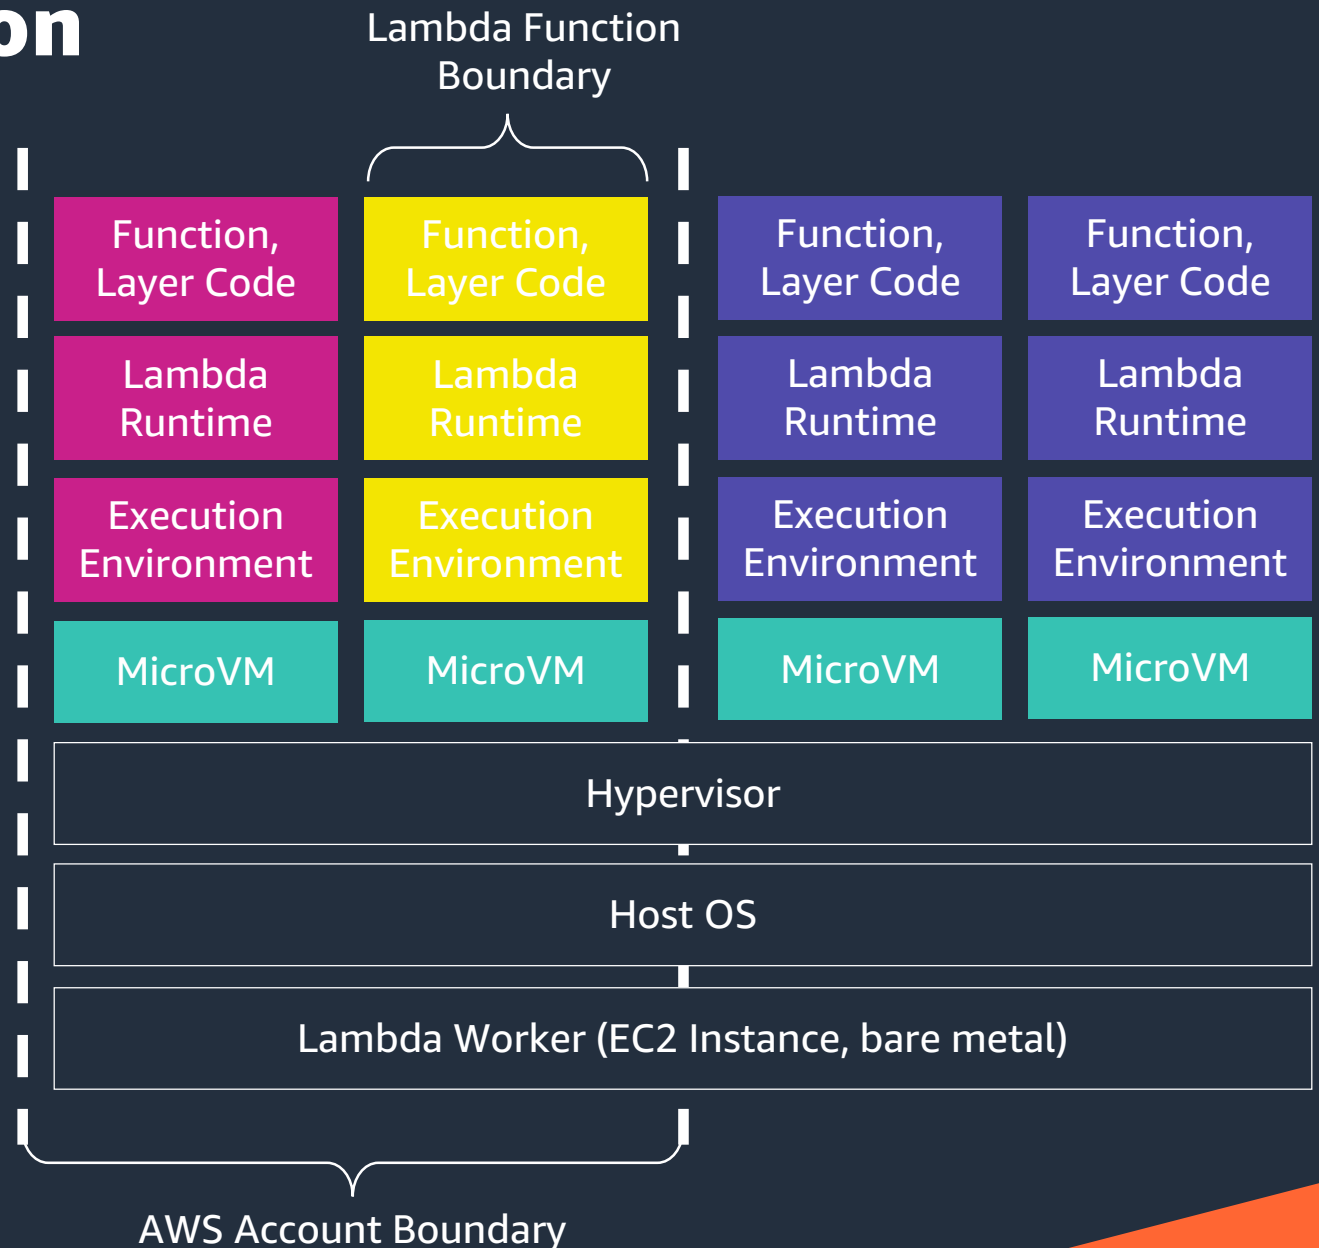 on
Lambda Function
Boundary
Function,
Layer Code
Function,
Layer Code
Function,
Layer Code
Function,
Layer Code
Lambda
Runtime
Lambda
Runtime
Lambda
Runtime
Lambda
Runtime
Execution
Environment
Execution
Environment
Execution
Environment
Execution
Environment
MicroVM
MicroVM
MicroVM
MicroVM
Hypervisor
Host OS
Lambda Worker (EC2 Instance, bare metal)
AWS Account Boundary